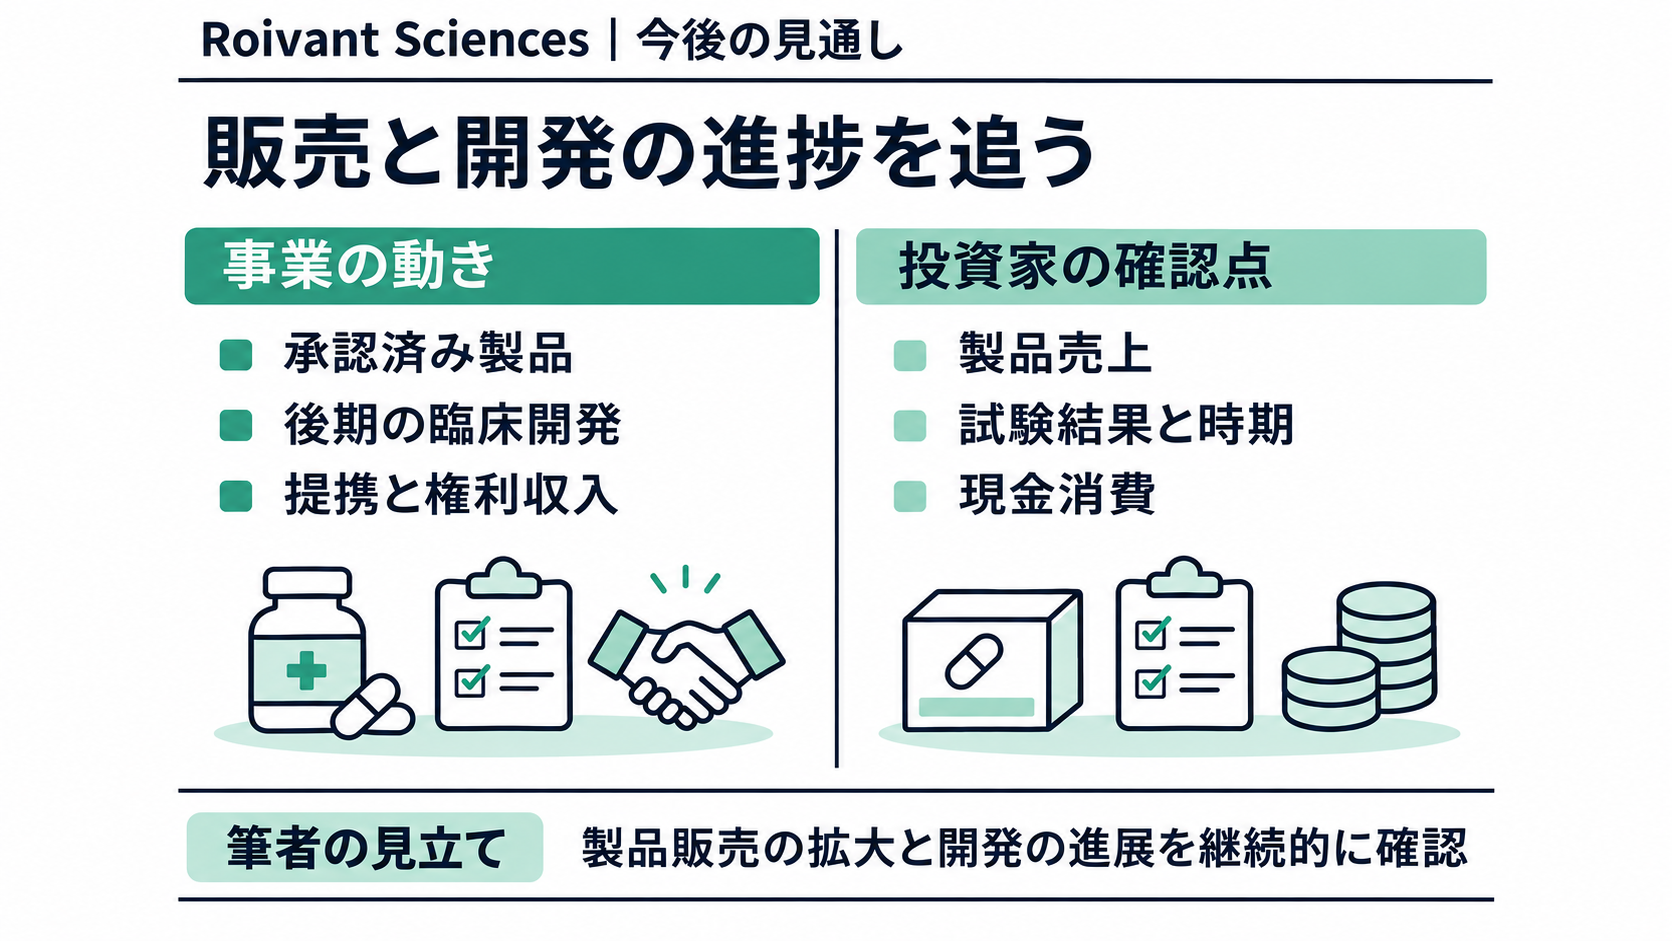 Roivant Sciences｜今後の見通し
販売と開発の進捗を追う
事業の動き
承認済み製品
後期の臨床開発
提携と権利収入
投資家の確認点
製品売上
試験結果と時期
現金消費
筆者の見立て
製品販売の拡大と開発の進展を継続的に確認